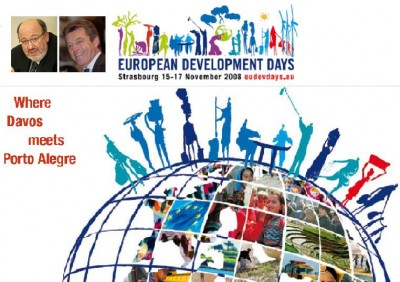 EUROPEAN DEVELOPMENT DAYS
Strasbourg 15-17 November 2008 eudevdays.eu
Where
Davos
meets
Porto Alegre